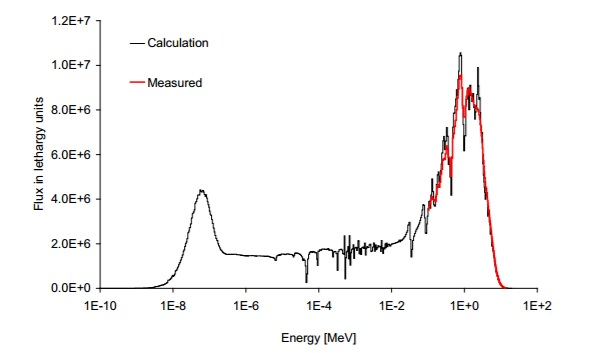 1.2E+7
1.0E+7
8.0E+6
6.0E+6
4.0E+6
2.0E+6
0.0E+0
Flux in lethargy units
Calculation
Measured
1E-10 1E-8 1E-6 1E-4 1E-2 1E+0 1E+2
Energy [MeV]